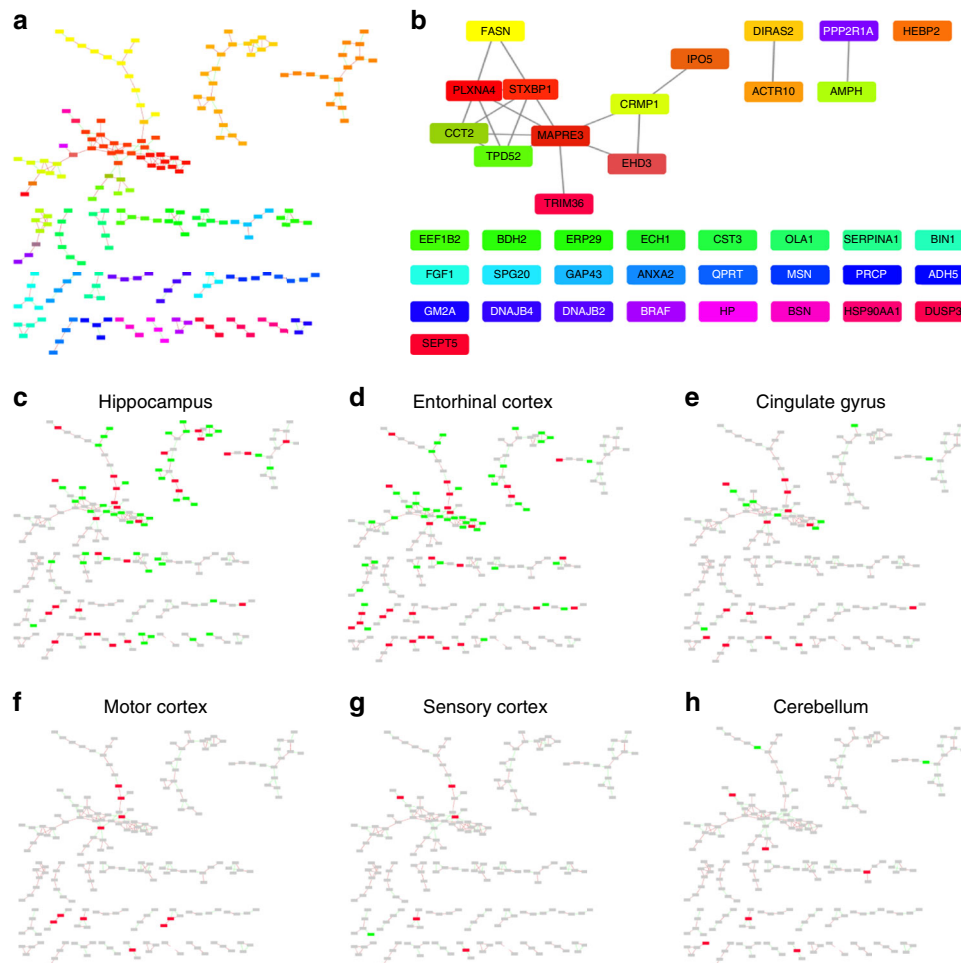 a
b
FASN
DIRAS2
PPP2R1A
HEBP2
IPO5
PLXNA4
STXBP1
ACTR10
AMPH
CRMP1
CCT2
MAPRE3
TPD52
EHD3
TRIM36
EEF1B2 BDH2 ERP29 ECH1 CST3 OLA1 SERPINA1 BIN1
FGF1 SPG20 GAP43 ANXA2 QPRT MSN PRCP ADH5
GM2A DNAJB4 DNAJB2 BRAF HP BSN HSP90AA1 DUSP3
SEPT5
c Hippocampus
d Entorhinal cortex
e Cingulate gyrus
f Motor cortex
g Sensory cortex
h Cerebellum